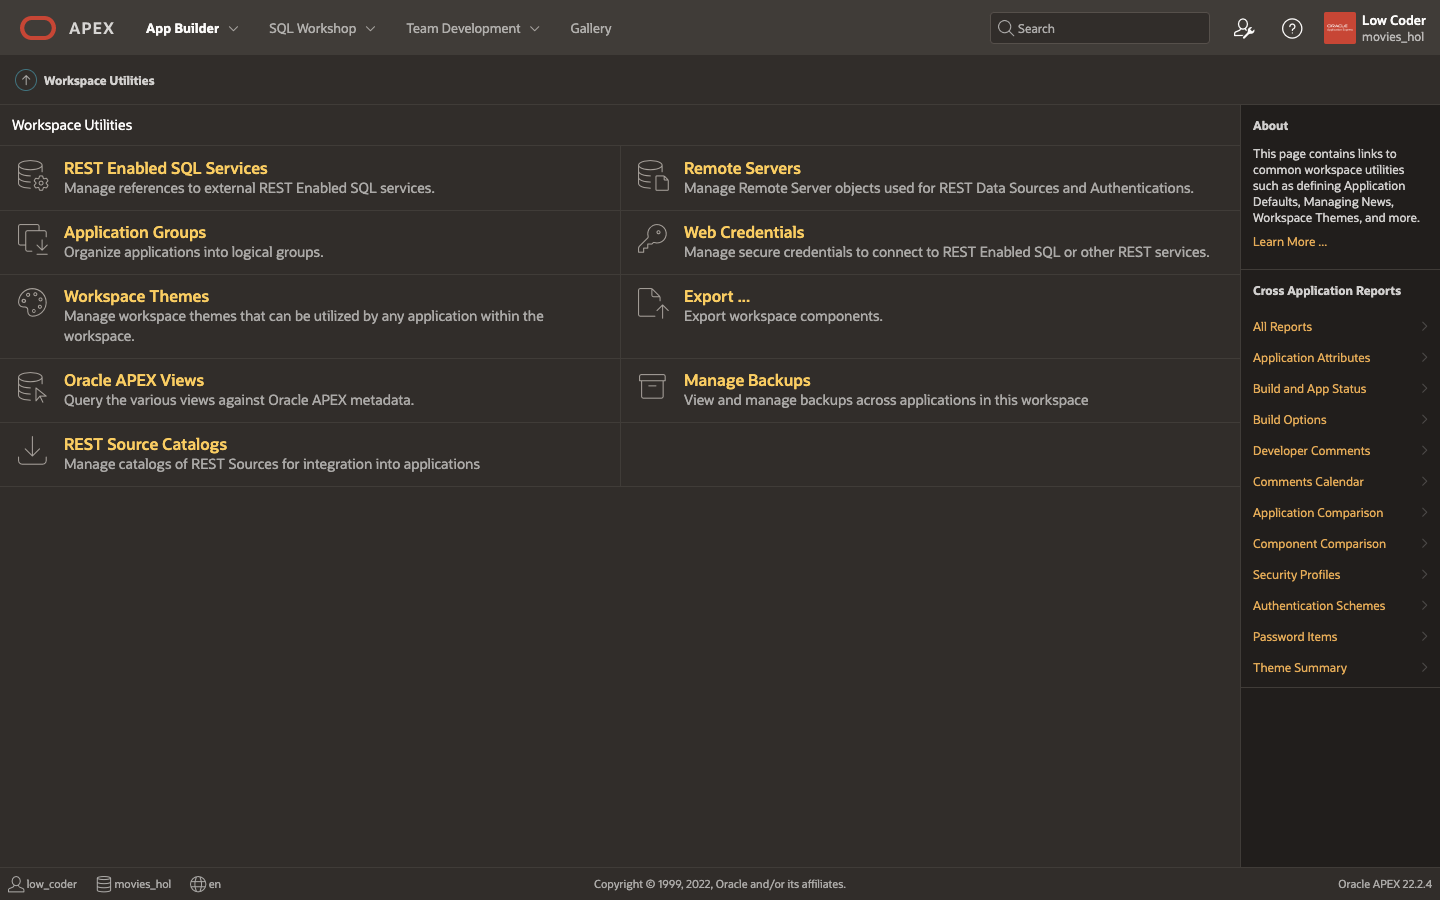 APEX App Builder SQL Workshop Team Development Gallery Search Low Coder
movies_hol
Workspace Utilities
Workspace Utilities
REST Enabled SQL Services
Manage references to external REST Enabled SQL services.
Remote Servers
Manage Remote Server objects used for REST Data Sources and Authentications.
Application Groups
Organize applications into logical groups.
Web Credentials
Manage secure credentials to connect to REST Enabled SQL or other REST services.
Workspace Themes
Manage workspace themes that can be utilized by any application within the
workspace.
Export ...
Export workspace components.
Oracle APEX Views
Query the various views against Oracle APEX metadata.
Manage Backups
View and manage backups across applications in this workspace
REST Source Catalogs
Manage catalogs of REST Sources for integration into applications
About
This page contains links to
common workspace utilities
such as defining Application
Defaults, Managing News,
Workspace Themes, and more.
Learn More ...
Cross Application Reports
All Reports
Application Attributes
Build and App Status
Build Options
Developer Comments
Comments Calendar
Application Comparison
Component Comparison
Security Profiles
Authentication Schemes
Password Items
Theme Summary
low_coder movies_hol en Copyright © 1999, 2022, Oracle and/or its affiliates. Oracle APEX 22.2.4